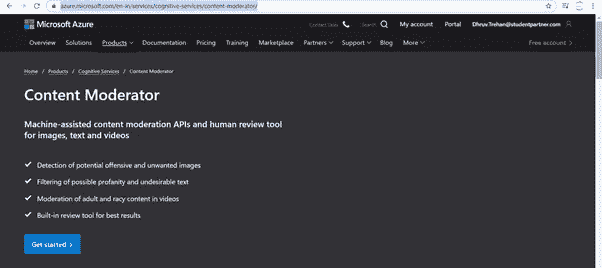 azure.microsoft.com/en-in/services/cognitive-services/content-moderator/
Microsoft Azure
Contact Sales
Search
My account
Portal
Dhruv.Trehan@studentpartner.com
Overview Solutions Products Documentation Pricing Training Marketplace Partners Support Blog More Free account
Home / Products / Cognitive Services / Content Moderator
Content Moderator
Machine-assisted content moderation APIs and human review tool
for images, text and videos
Detection of potential offensive and unwanted images
Filtering of possible profanity and undesirable text
Moderation of adult and racy content in videos
Built-in review tool for best results
Get started